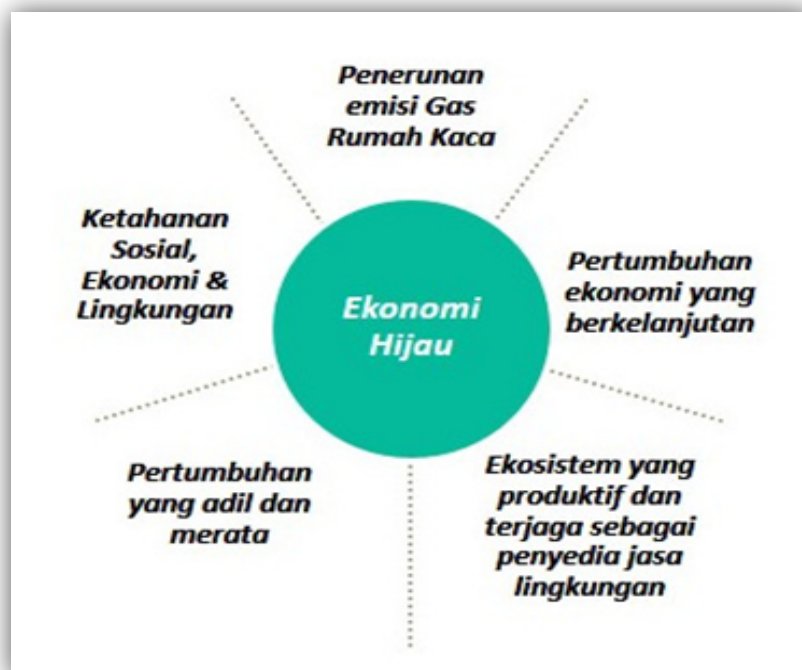 Penerunan
emisi Gas
Rumah Kaca
Ketahanan
Sosial,
Ekonomi &
Lingkungan
Ekonomi
Hijau
Pertumbuhan
ekonomi yang
berkelanjutan
Pertumbuhan
yang adil dan
merata
Ekosistem yang
produktif dan
terjaga sebagai
penyedia jasa
lingkungan